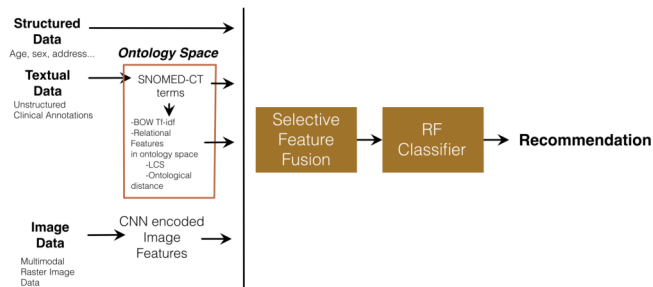 Structured
Data
Age, sex, address...
Ontology Space
Textual
Data
Unstructured
Clinical Annotations
SNOMED-CT
terms
-BOW Tf-idf
-Relational
Features
in ontology space
-LCS
-Ontological
distance
Image
Data
Multimodal
Raster Image
Data
CNN encoded
Image
Features
Selective
Feature
Fusion
RF
Classifier
Recommendation